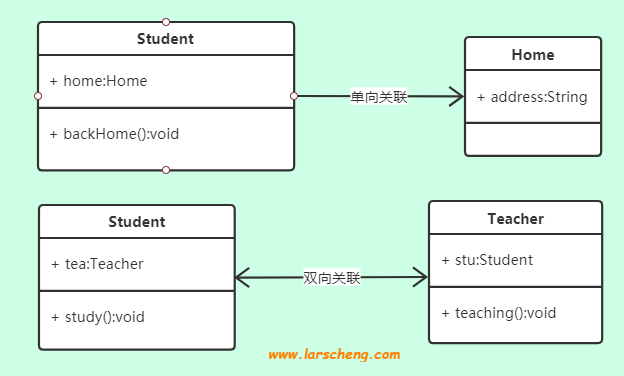 Student
+ home:Home
+ backHome():void
单向关联
Home
+ address:String
Student
+ tea:Teacher
+ study():void
双向关联
Teacher
+ stu:Student
+ teaching():void
www.larscheng.com